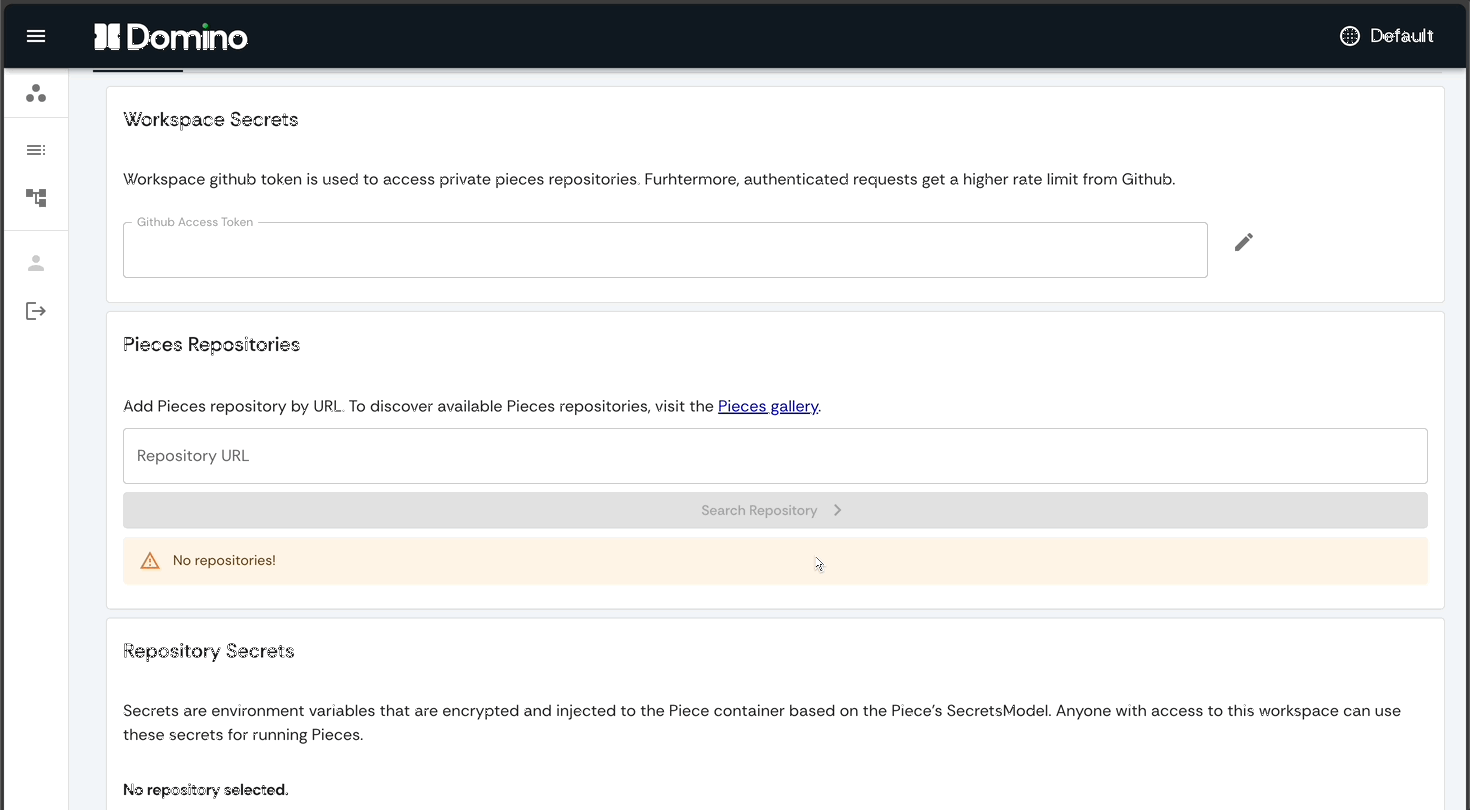 Domino
Default
Workspace Secrets
Workspace github token is used to access private pieces repositories. Furhtermore, authenticated requests get a higher rate limit from Github.
Github Access Token
Pieces Repositories
Add Pieces repository by URL. To discover available Pieces repositories, visit the Pieces gallery.
Repository URL
Search Repository
No repositories!
Repository Secrets
Secrets are environment variables that are encrypted and injected to the Piece container based on the Piece's SecretsModel. Anyone with access to this workspace can use
these secrets for running Pieces.
No repository selected.